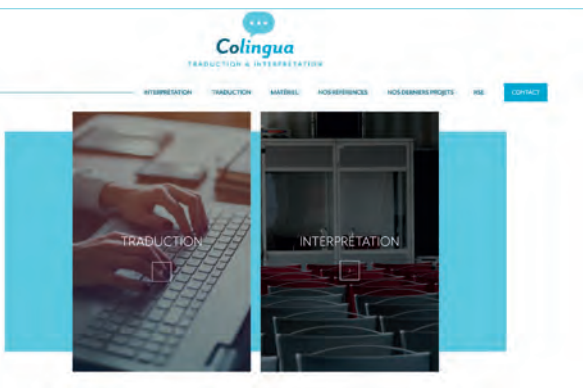 Colingua
TRADUCTION & INTERPRÉTATION
INTERPRÉTATION TRADUCTION MATÉRIEL NOS RÉFÉRENCES NOS DERNIERS PROJETS RSE CONTACT
TRADUCTION INTERPRÉTATION